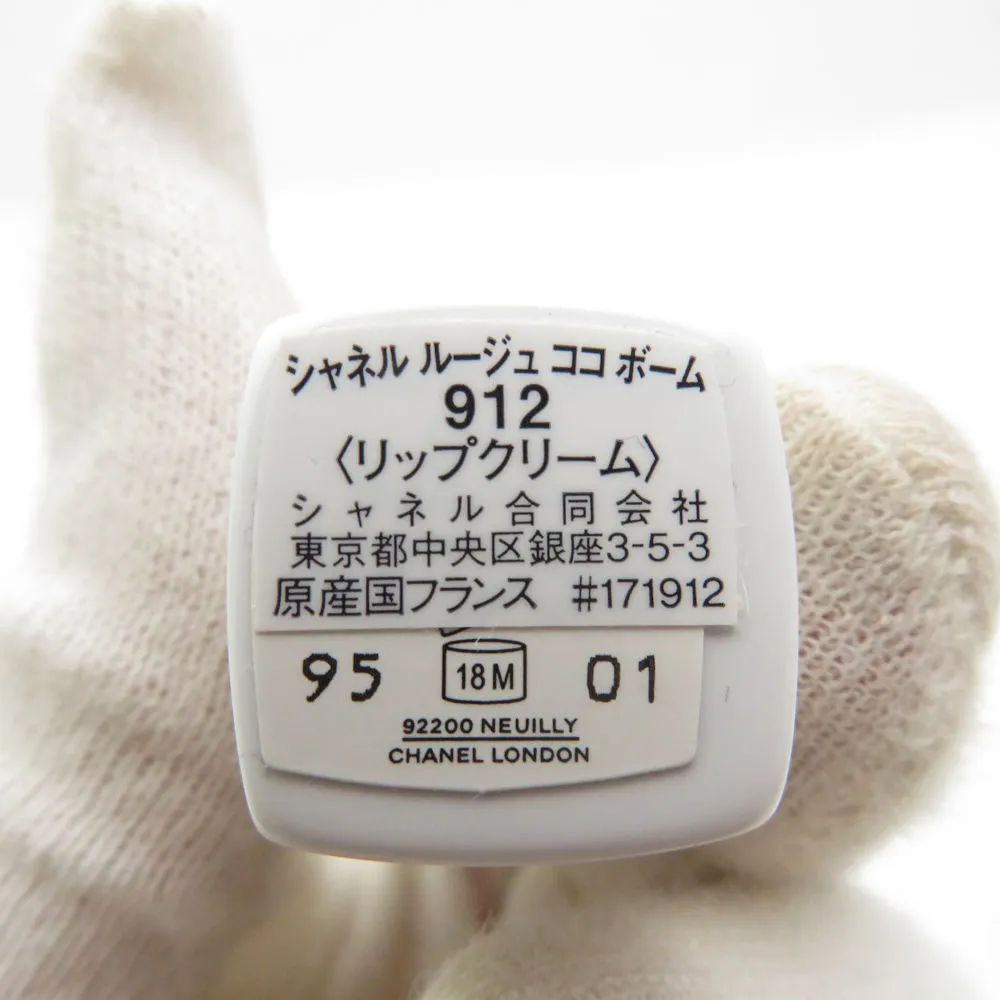 シャネル ルージュ ココ ボーム
912
〈リップクリーム〉
シャネル合同会社
東京都中央区銀座3-5-3
原産国フランス #171912
95 18M 01
92200 NEUILLY
CHANEL LONDON